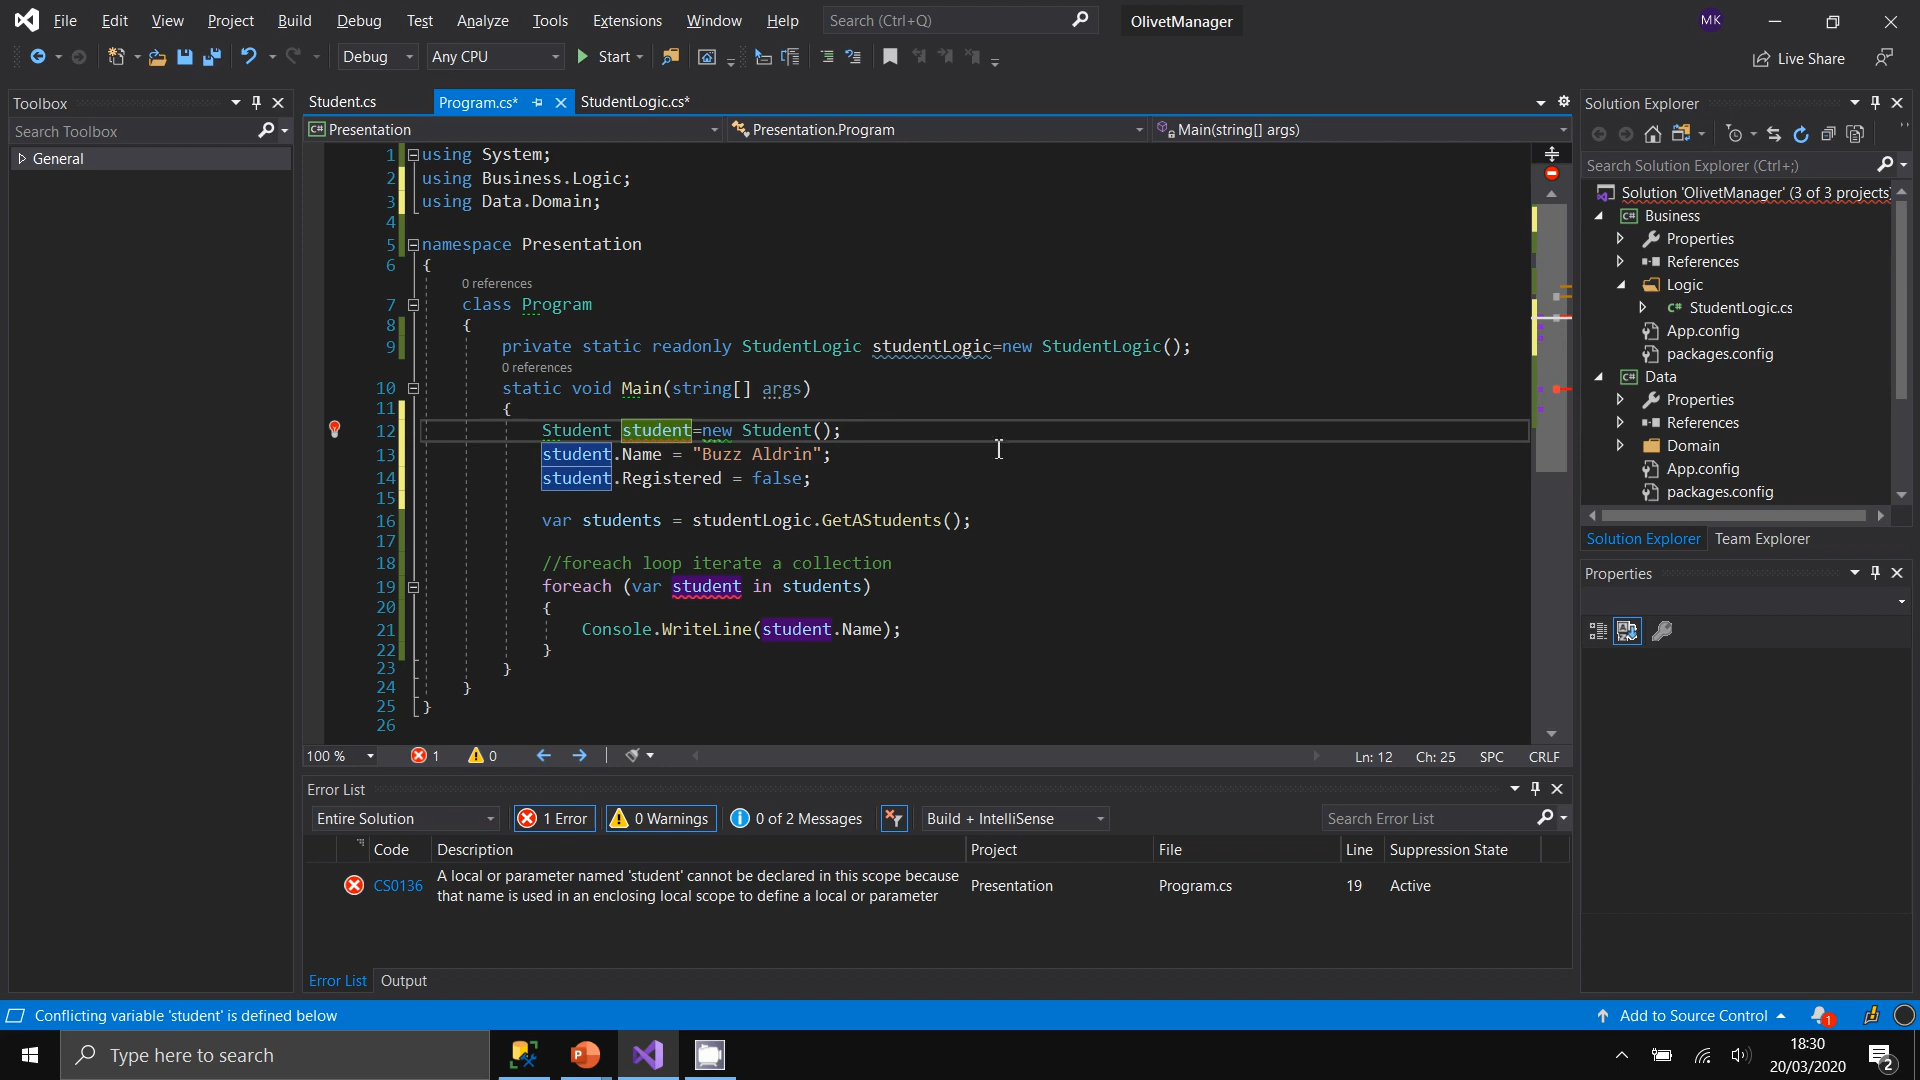 File Edit View Project Build Debug Test Analyze Tools Extensions Window Help Search (Ctrl+Q) OlivetManager MK
Debug Any CPU Start Live Share
Toolbox
Search Toolbox
General
Student.cs Program.cs* StudentLogic.cs*
Presentation Presentation.Program Main(string[] args)
1 using System;
2 using Business.Logic;
3 using Data.Domain;
4
5 namespace Presentation
6 {
0 references
7 class Program
8 {
9 private static readonly StudentLogic studentLogic=new StudentLogic();
0 references
10 static void Main(string[] args)
11 {
12 Student student=new Student();
13 student.Name = "Buzz Aldrin";
14 student.Registered = false;
15
16 var students = studentLogic.GetAStudents();
17
18 //foreach loop iterate a collection
19 foreach (var student in students)
20 {
21 Console.WriteLine(student.Name);
22 }
23 }
24 }
25 }
26
100 % 1 0 Ln: 12 Ch: 25 SPC CRLF
Error List
Entire Solution 1 Error 0 Warnings 0 of 2 Messages Build + IntelliSense Search Error List
Code Description Project File Line Suppression State
CS0136 A local or parameter named 'student' cannot be declared in this scope because that name is used in an enclosing local scope to define a local or parameter Presentation Program.cs 19 Active
Error List Output
Solution Explorer
Search Solution Explorer (Ctrl+;)
Solution 'OlivetManager' (3 of 3 projects)
C# Business
Properties
References
Logic
C# StudentLogic.cs
App.config
packages.config
C# Data
Properties
References
Domain
App.config
packages.config
Solution Explorer Team Explorer
Properties
Conflicting variable 'student' is defined below Add to Source Control 1
Type here to search
18:30
20/03/2020
2